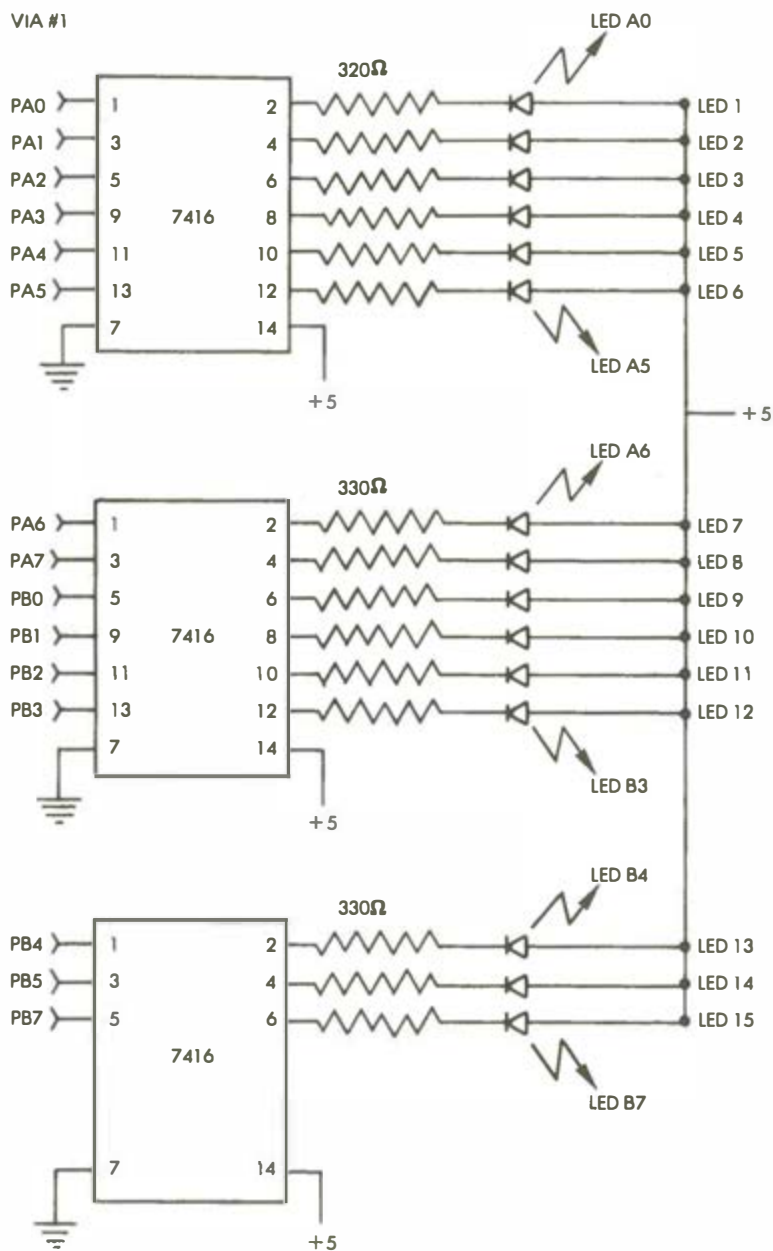 VIA #1
LED A0
320Ω
PA0 1 2 LED 1
PA1 3 4 LED 2
PA2 5 6 LED 3
PA3 9 7416 8 LED 4
PA4 11 10 LED 5
PA5 13 12 LED 6
7 14
LED A5
+5
+5
LED A6
330Ω
PA6 1 2 LED 7
PA7 3 4 LED 8
PB0 5 6 LED 9
PB1 9 7416 8 LED 10
PB2 11 10 LED 11
PB3 13 12 LED 12
7 14
LED B3
+5
LED B4
330Ω
PB4 1 2 LED 13
PB5 3 4 LED 14
PB7 5 6 LED 15
7416
LED B7
7 14
+5